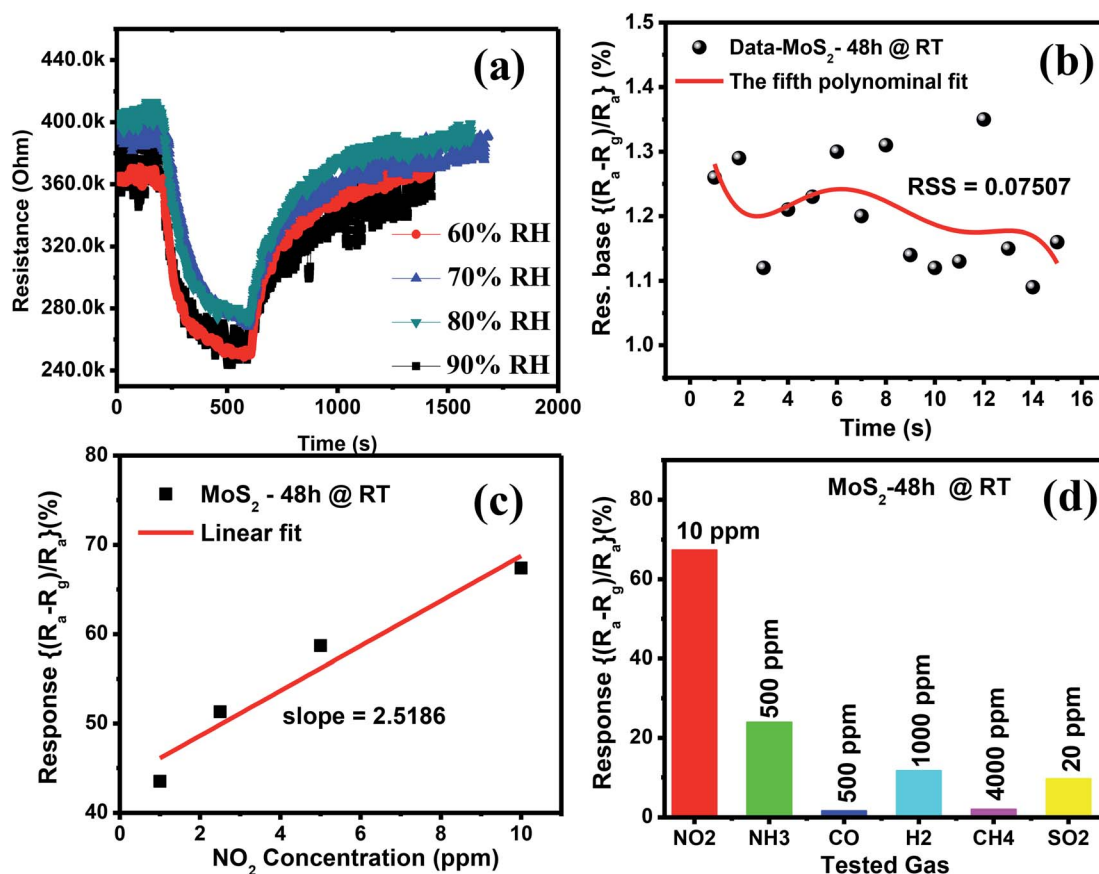 (a)
Resistance (Ohm)
440.0k
400.0k
360.0k
320.0k
280.0k
240.0k
60% RH
70% RH
80% RH
90% RH
0 500 1000 1500 2000
Time (s)
(b)
Res. base {(Rₐ-R_g)/Rₐ} (%)
1.5
1.4
1.3
1.2
1.1
1.0
Data-MoS₂- 48h @ RT
The fifth polynominal fit
RSS = 0.07507
0 2 4 6 8 10 12 14 16
Time (s)
(c)
Response {(Rₐ-R_g)/Rₐ}(%)
80
70
60
50
40
MoS₂ - 48h @ RT
Linear fit
slope = 2.5186
0 2 4 6 8 10
NO₂ Concentration (ppm)
(d)
Response {(Rₐ-R_g)/Rₐ}(%)
80
60
40
20
0
MoS₂-48h @ RT
10 ppm
500 ppm
500 ppm
1000 ppm
4000 ppm
20 ppm
NO2 NH3 CO H2 CH4 SO2
Tested Gas